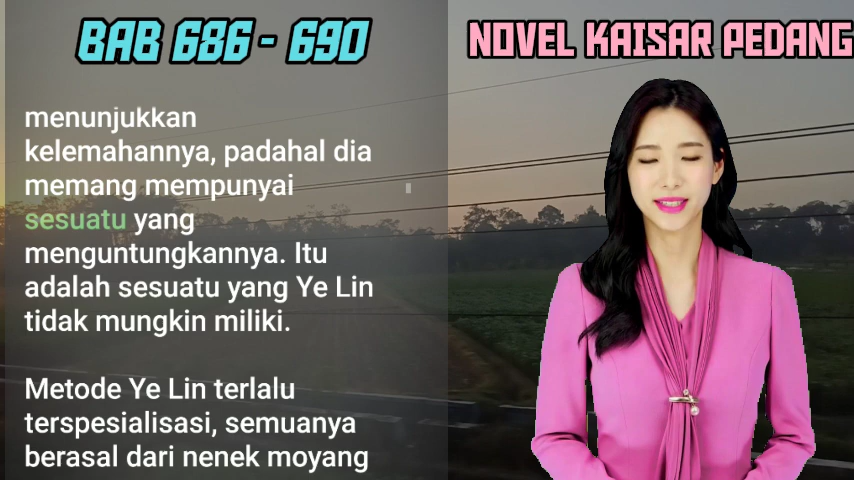 BAB 686 - 690
NOVEL KAISAR PEDANG
menunjukkan
kelemahannya, padahal dia
memang mempunyai
sesuatu yang
menguntungkannya. Itu
adalah sesuatu yang Ye Lin
tidak mungkin miliki.
Metode Ye Lin terlalu
terspesialisasi, semuanya
berasal dari nenek moyang